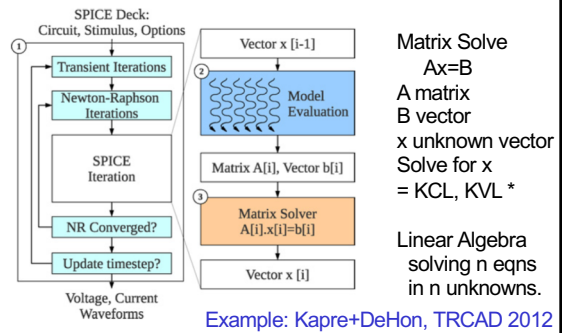 SPICE Deck:
Circuit, Stimulus, Options
1
Transient Iterations
Newton-Raphson
Iterations
SPICE
Iteration
NR Converged?
Update timestep?
Voltage, Current
Waveforms
Vector x [i-1]
2
Model
Evaluation
Matrix A[i], Vector b[i]
3
Matrix Solver
A[i].x[i]=b[i]
Vector x [i]
Matrix Solve
Ax=B
A matrix
B vector
x unknown vector
Solve for x
= KCL, KVL *
Linear Algebra
solving n eqns
in n unknowns.
Example: Kapre+DeHon, TRCAD 2012